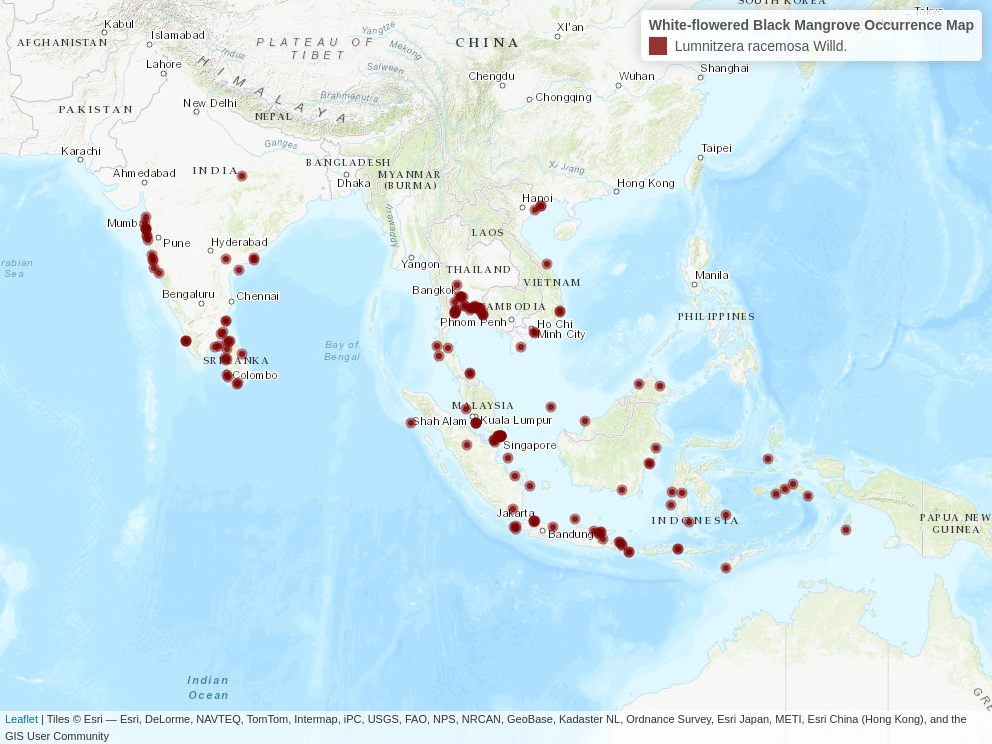 SOUTH KOREA
Tokyo
White-flowered Black Mangrove Occurrence Map
Lumnitzera racemosa Willd.
Kabul
Islamabad
AFGHANISTAN
PLATEAU OF
TIBET
Yangtze
Mekong
Salween
Indus
CHINA
Xi'an
Lahore
HIMALAYA
Chengdu
Wuhan
Shanghai
Chongqing
PAKISTAN
New Delhi
Brahmaputra
NEPAL
Karachi
Ganges
BANGLADESH
Taipei
Ahmedabad
INDIA
Dhaka
MYANMAR
(BURMA)
Xi Jiang
Hong Kong
Hanoi
Mumb
Pune
Hyderabad
Irrawaddy
LAOS
rabian
Sea
Yangon
THAILAND
VIETNAM
Manila
Bengaluru
Chennai
Bangkok
AMBODIA
Phnom Penh
Ho Chi
Minh City
PHILIPPINES
Bay of
Bengal
SRI LANKA
Colombo
MALAYSIA
Shah Alam
Kuala Lumpur
Singapore
Jakarta
Bandung
INDONESIA
PAPUA NEW
GUINEA
Indian
Ocean
GRE
Leaflet | Tiles © Esri — Esri, DeLorme, NAVTEQ, TomTom, Intermap, iPC, USGS, FAO, NPS, NRCAN, GeoBase, Kadaster NL, Ordnance Survey, Esri Japan, METI, Esri China (Hong Kong), and the
GIS User Community